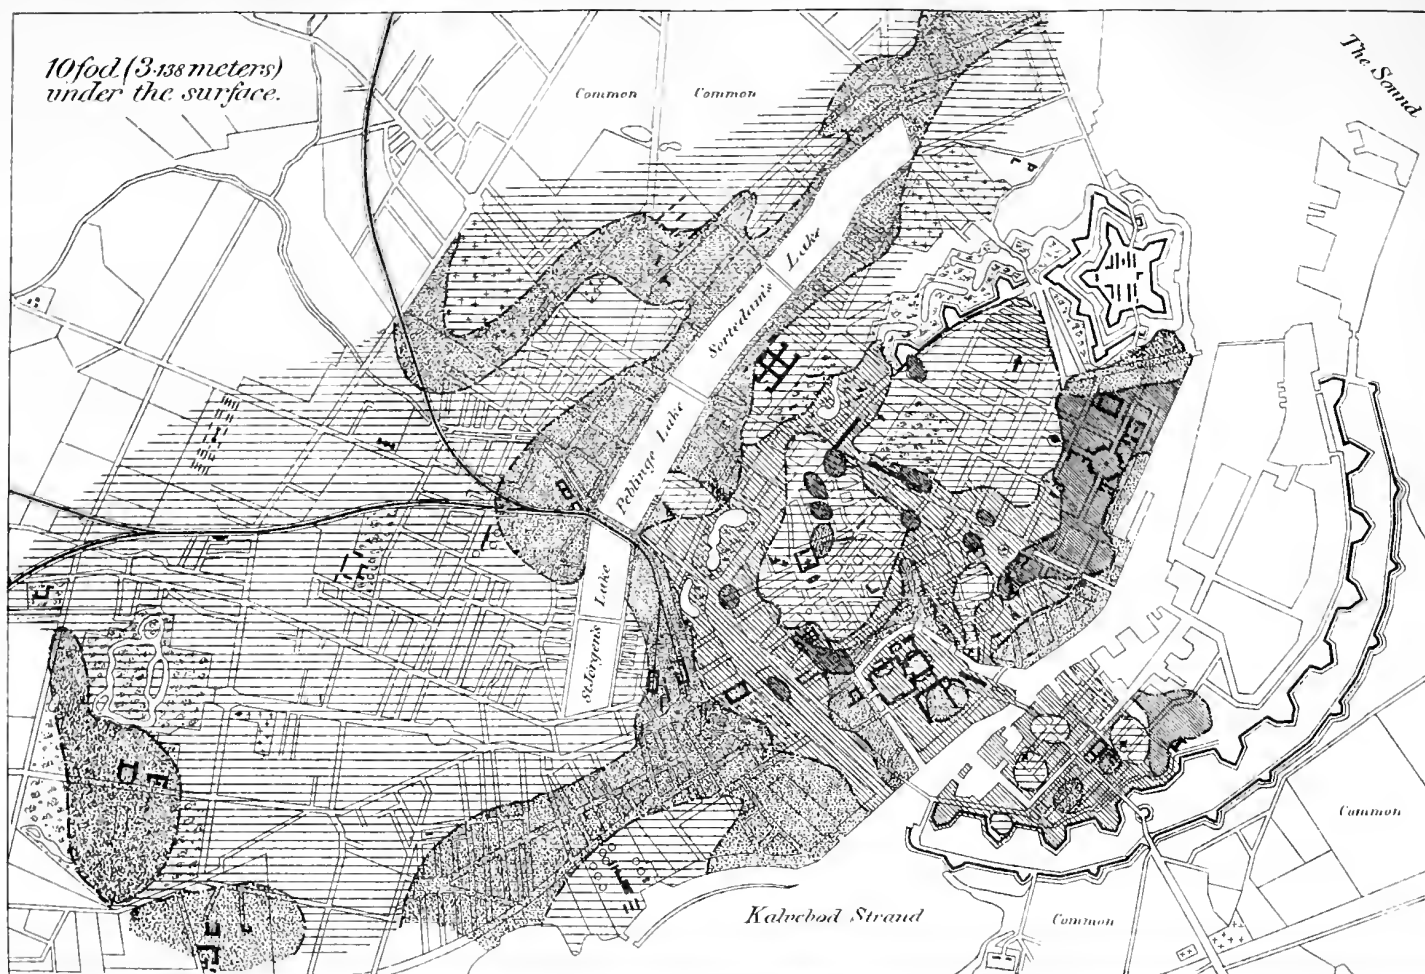 10 fod (3·138 meters)
under the surface.
The Sound
Common
Common
Lake
Sortedam's
Peblinge Lake
St Jorgen's Lake
Common
Kalvebod Strand
Common